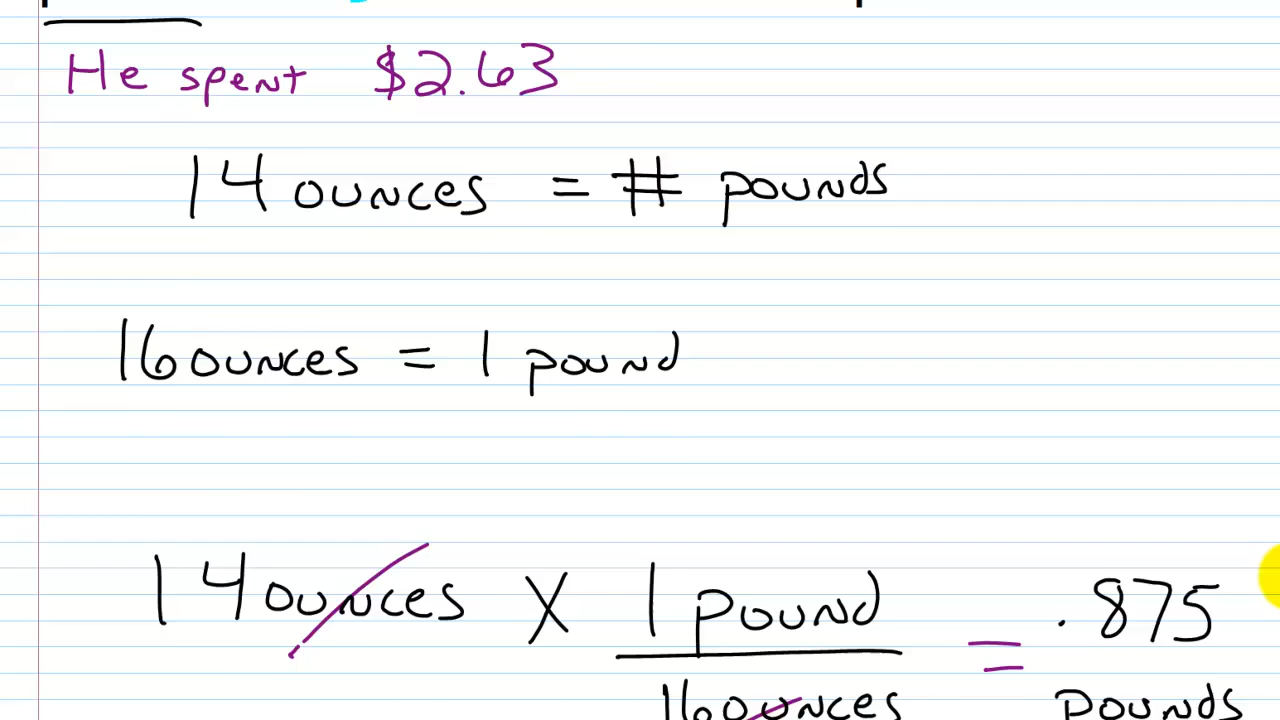 He spent $2.63
14 ounces = # pounds
16 ounces = 1 pound
14 ounces X 1 pound = .875
16 ounces pounds